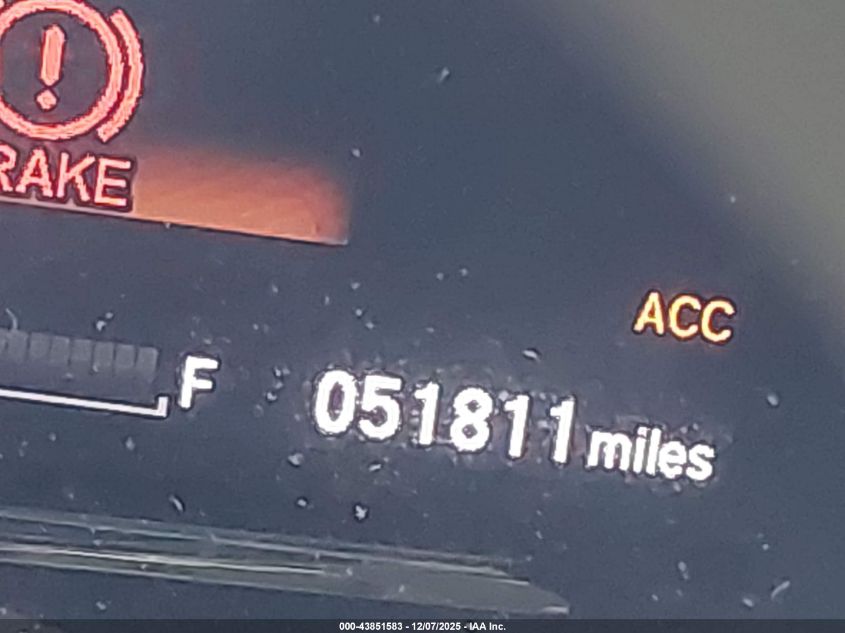 RAKE
ACC
F
051811 miles
000-43851583 - 12/07/2025 - IAA Inc.